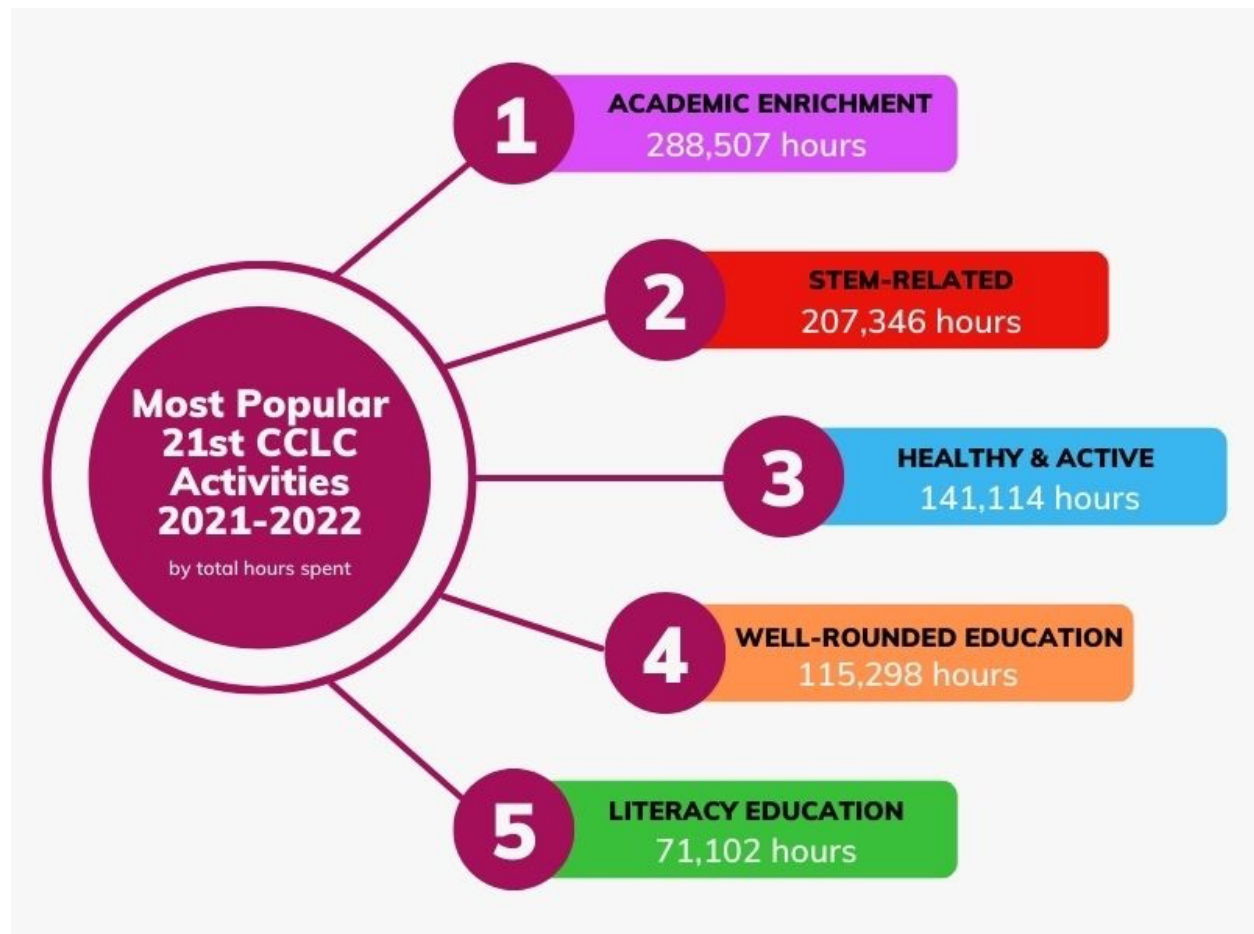 Most Popular
21st CCLC
Activities
2021-2022
by total hours spent
1
ACADEMIC ENRICHMENT
288,507 hours
2
STEM-RELATED
207,346 hours
3
HEALTHY & ACTIVE
141,114 hours
4
WELL-ROUNDED EDUCATION
115,298 hours
5
LITERACY EDUCATION
71,102 hours